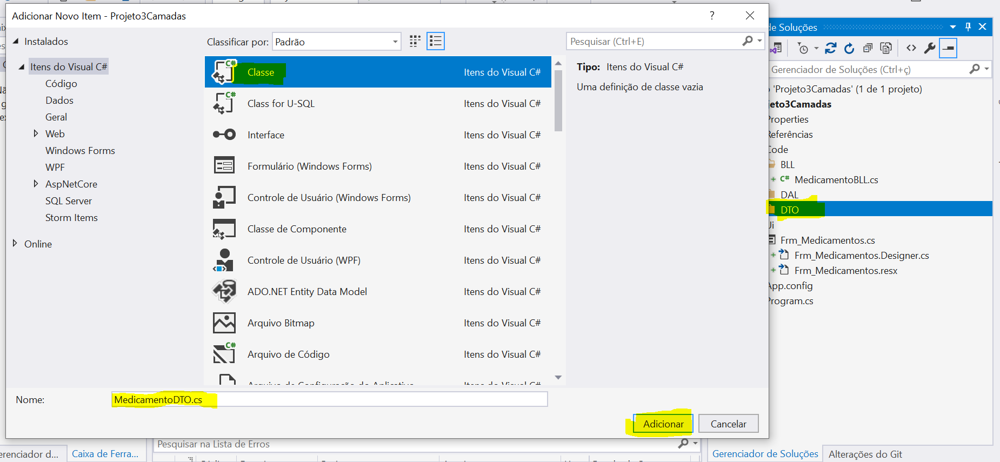 Adicionar Novo Item - Projeto3Camadas
?
Instalados
Itens do Visual C#
Código
Dados
Geral
Web
Windows Forms
WPF
AspNetCore
SQL Server
Storm Items
Online
Classificar por:
Padrão
Classe
Itens do Visual C#
Class for U-SQL
Itens do Visual C#
Interface
Itens do Visual C#
Formulário (Windows Forms)
Itens do Visual C#
Controle de Usuário (Windows Forms)
Itens do Visual C#
Classe de Componente
Itens do Visual C#
Controle de Usuário (WPF)
Itens do Visual C#
ADO.NET Entity Data Model
Itens do Visual C#
Arquivo Bitmap
Itens do Visual C#
Arquivo de Código
Itens do Visual C#
Pesquisar (Ctrl+E)
Tipo: Itens do Visual C#
Uma definição de classe vazia
Nome:
MedicamentoDTO.cs
Adicionar
Cancelar
de Soluções
Gerenciador de Soluções (Ctrl+ç)
'Projeto3Camadas' (1 de 1 projeto)
jeto3Camadas
Properties
Referências
Code
BLL
C# MedicamentoBLL.cs
DAL
DTO
Ui
Frm_Medicamentos.cs
Frm_Medicamentos.Designer.cs
Frm_Medicamentos.resx
App.config
Program.cs
Pesquisar na Lista de Erros
erenciador d...
Caixa de Ferra...
Gerenciador de Soluções
Alterações do Git